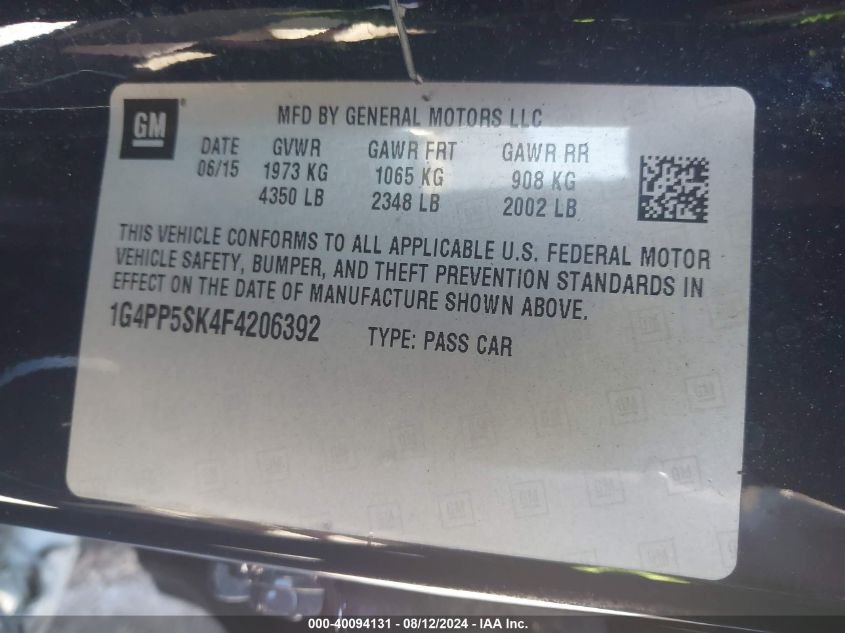 GM ®
MFD BY GENERAL MOTORS LLC
DATE GVWR GAWR FRT GAWR RR
06/15 1973 KG 1065 KG 908 KG
4350 LB 2348 LB 2002 LB
THIS VEHICLE CONFORMS TO ALL APPLICABLE U.S. FEDERAL MOTOR
VEHICLE SAFETY, BUMPER, AND THEFT PREVENTION STANDARDS IN
EFFECT ON THE DATE OF MANUFACTURE SHOWN ABOVE.
1G4PP5SK4F4206392 TYPE: PASS CAR
000-40094131 - 08/12/2024 - IAA Inc.